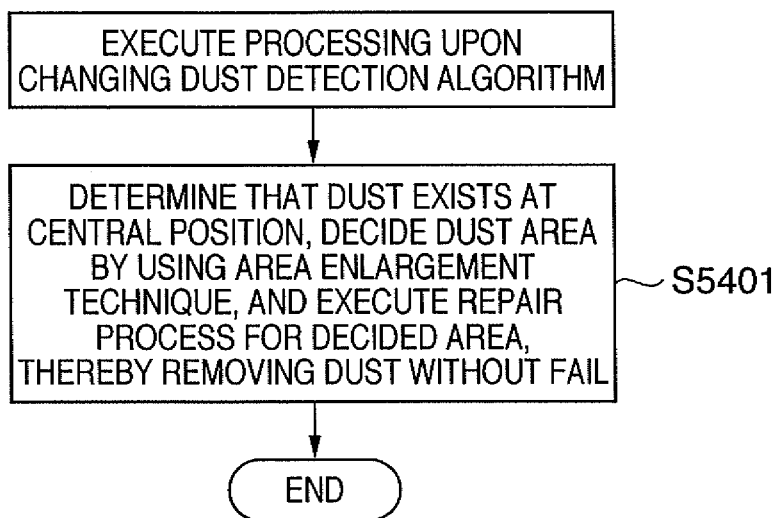 EXECUTE PROCESSING UPON
CHANGING DUST DETECTION ALGORITHM
DETERMINE THAT DUST EXISTS AT
CENTRAL POSITION, DECIDE DUST AREA
BY USING AREA ENLARGEMENT
TECHNIQUE, AND EXECUTE REPAIR
PROCESS FOR DECIDED AREA,
THEREBY REMOVING DUST WITHOUT FAIL
S5401
END